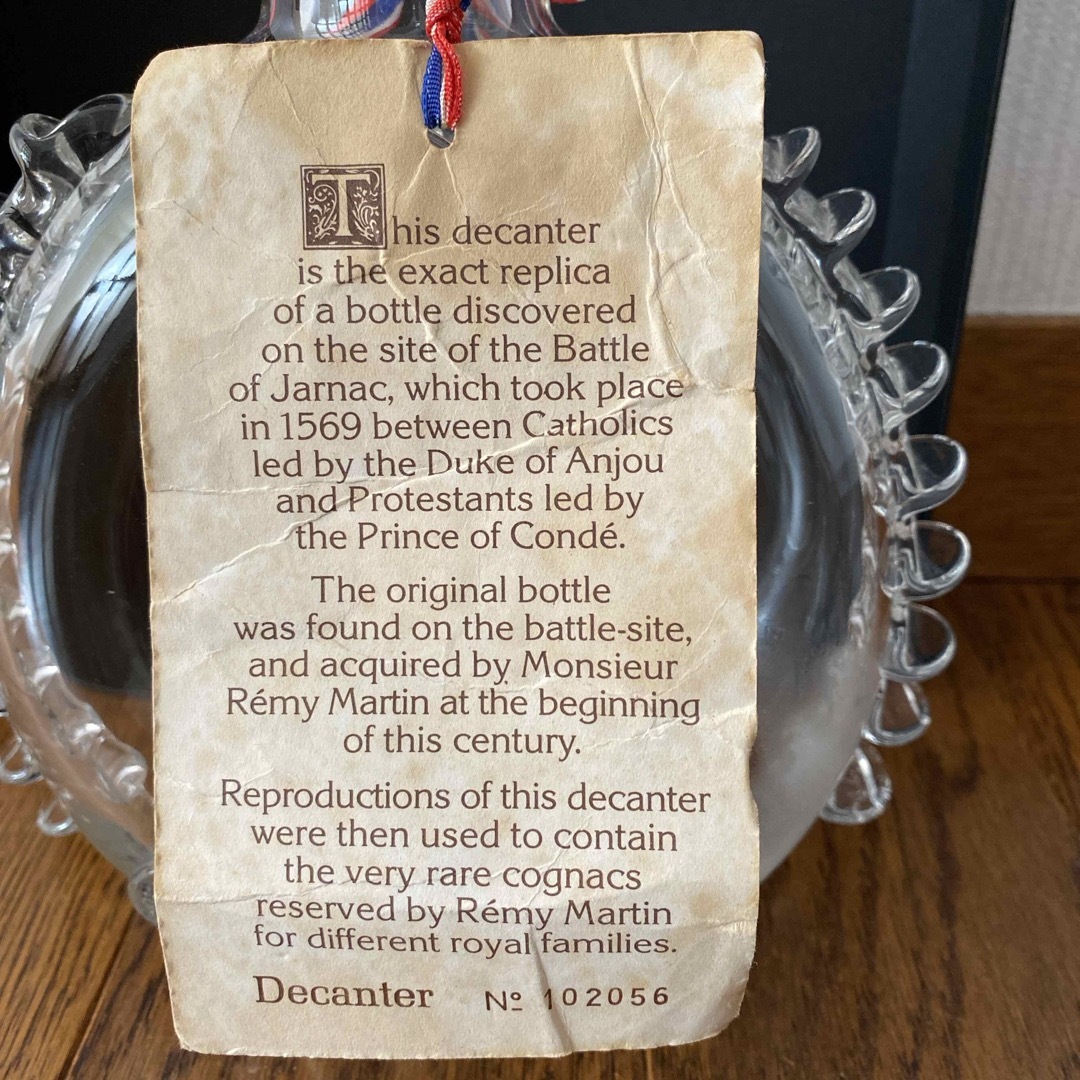 This decanter
is the exact replica
of a bottle discovered
on the site of the Battle
of Jarnac, which took place
in 1569 between Catholics
led by the Duke of Anjou
and Protestants led by
the Prince of Condé.
The original bottle
was found on the battle-site,
and acquired by Monsieur
Rémy Martin at the beginning
of this century.
Reproductions of this decanter
were then used to contain
the very rare cognacs
reserved by Rémy Martin
for different royal families.
Decanter Nº 102056